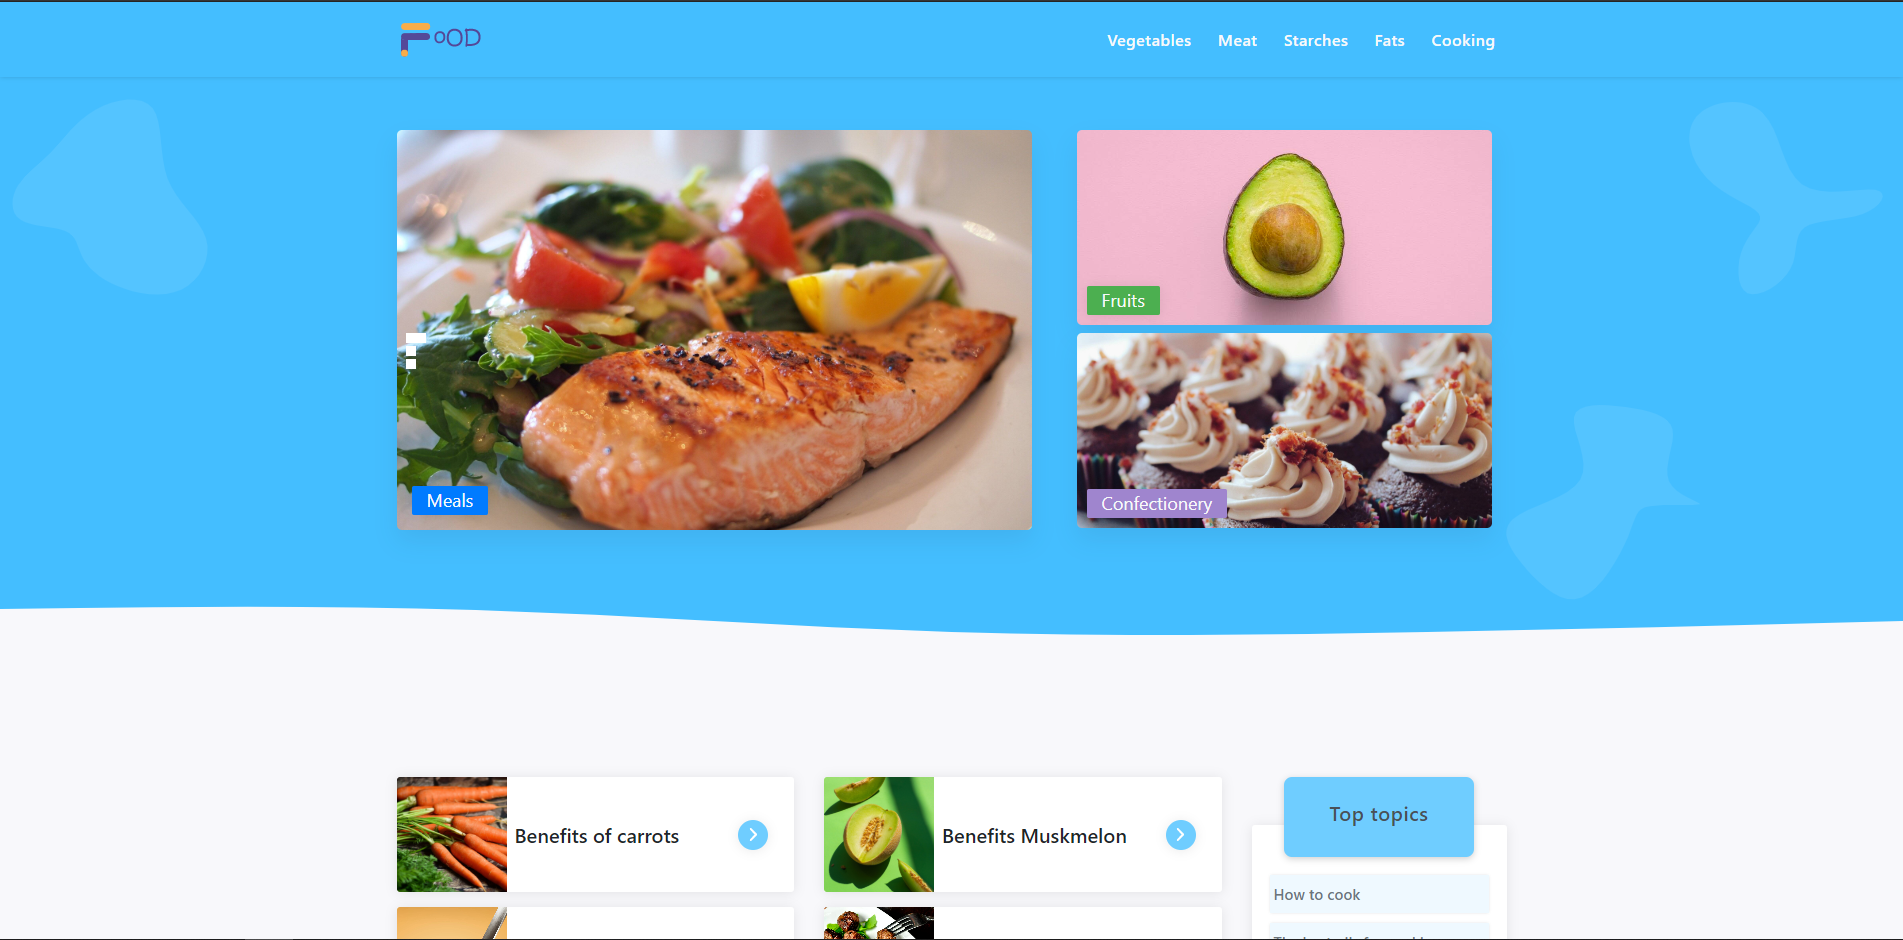 FoOD
Vegetables Meat Starches Fats Cooking
Fruits
Meals
Confectionery
Benefits of carrots
Benefits Muskmelon
Top topics
How to cook